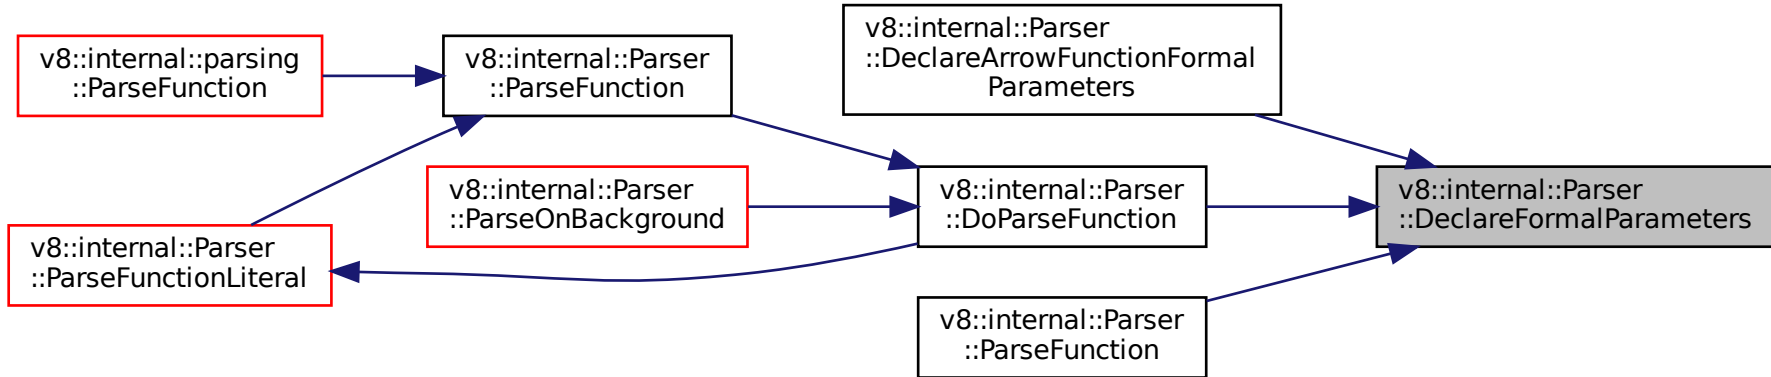 v8::internal::parsing
::ParseFunction
v8::internal::Parser
::ParseFunction
v8::internal::Parser
::DeclareArrowFunctionFormal
Parameters
v8::internal::Parser
::ParseOnBackground
v8::internal::Parser
::DoParseFunction
v8::internal::Parser
::DeclareFormalParameters
v8::internal::Parser
::ParseFunctionLiteral
v8::internal::Parser
::ParseFunction